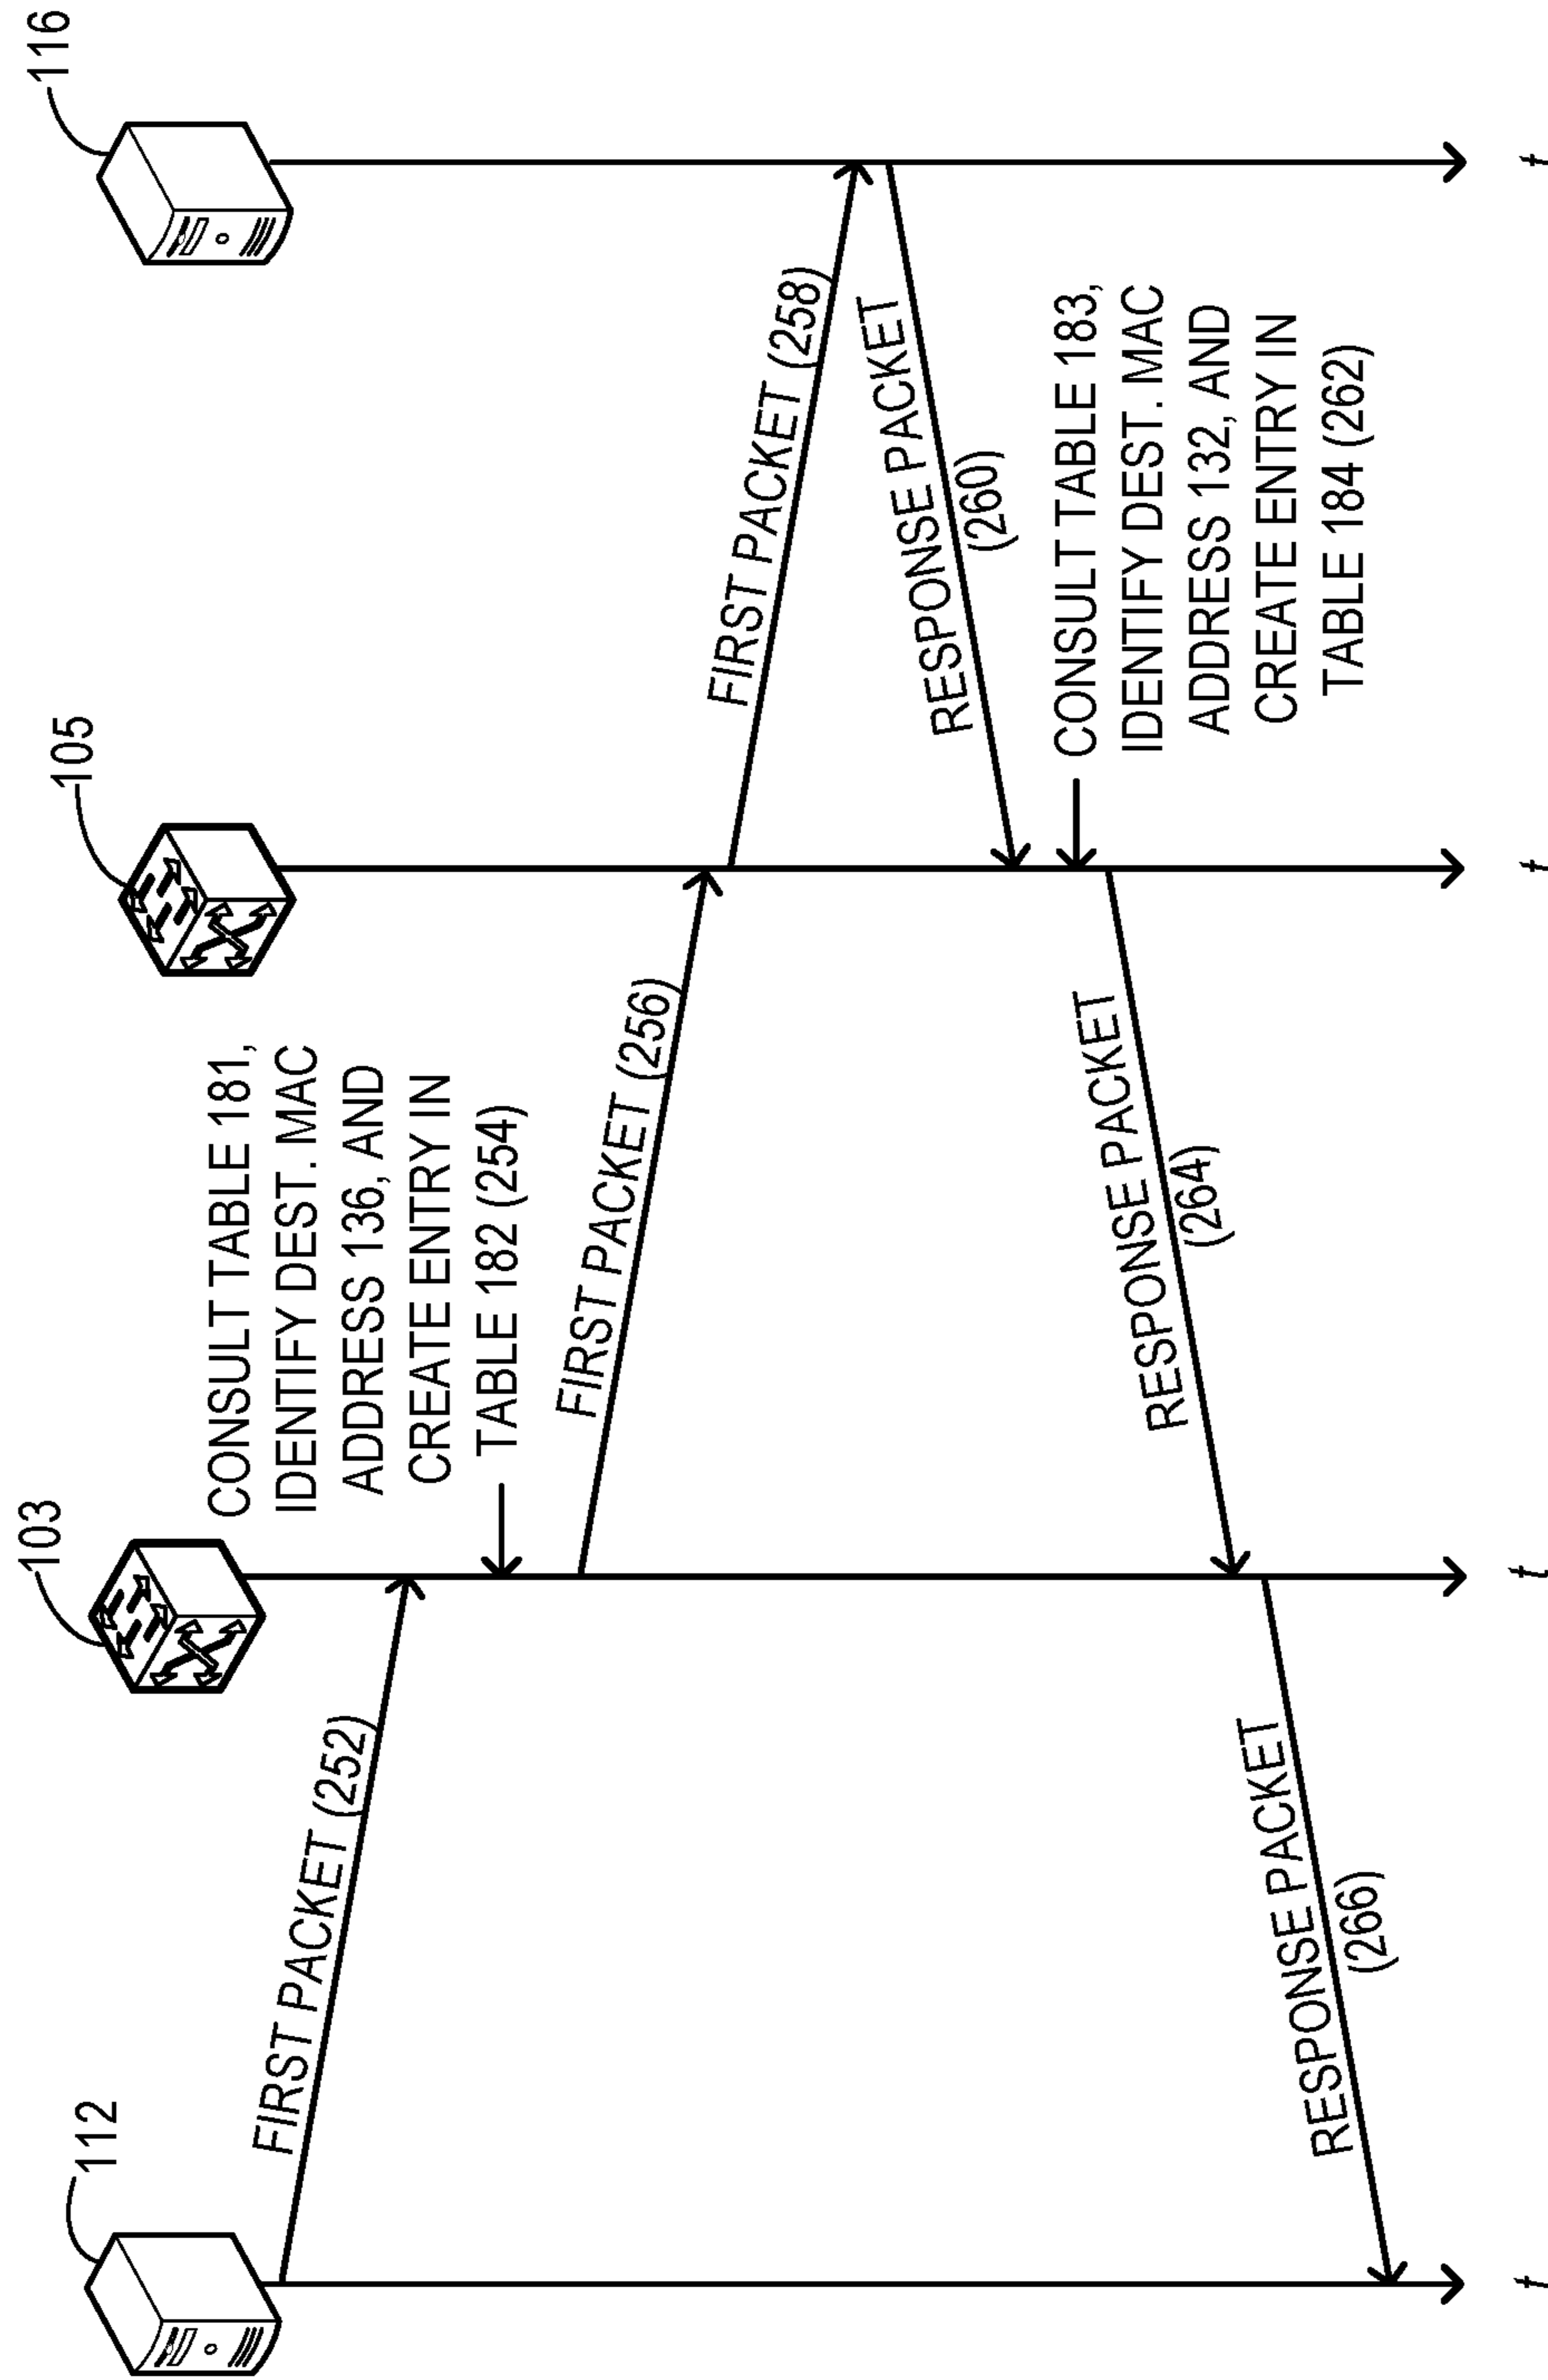 112
103
105
116
FIRST PACKET (252)
CONSULT TABLE 181,
IDENTIFY DEST. MAC
ADDRESS 136, AND
CREATE ENTRY IN
TABLE 182 (254)
FIRST PACKET (256)
FIRST PACKET (258)
RESPONSE PACKET
(260)
CONSULT TABLE 183,
IDENTIFY DEST. MAC
ADDRESS 132, AND
CREATE ENTRY IN
TABLE 184 (262)
RESPONSE PACKET
(264)
RESPONSE PACKET
(266)
t
t
t
t